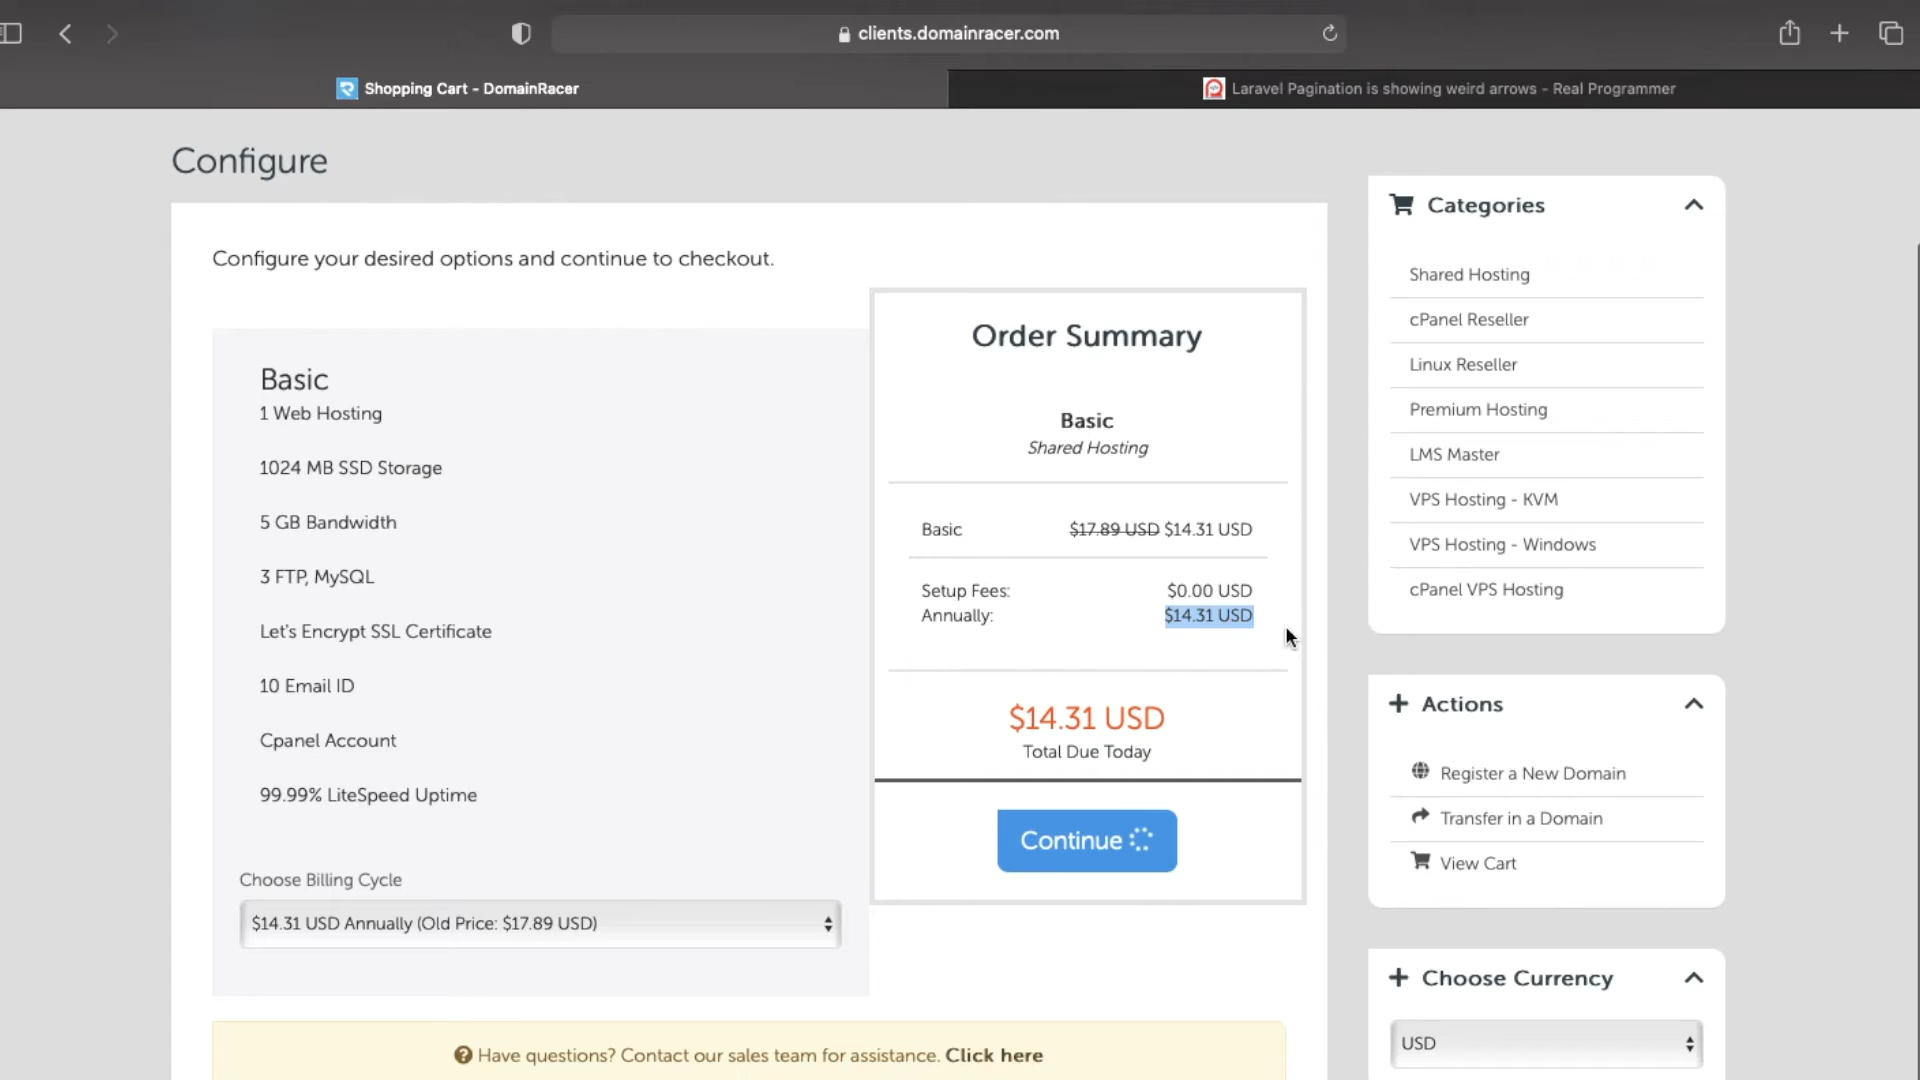 clients.domainracer.com
Shopping Cart - DomainRacer
Laravel Pagination is showing weird arrows - Real Programmer
Configure
Configure your desired options and continue to checkout.
Basic
1 Web Hosting
1024 MB SSD Storage
5 GB Bandwidth
3 FTP, MySQL
Let's Encrypt SSL Certificate
10 Email ID
Cpanel Account
99.99% LiteSpeed Uptime
Choose Billing Cycle
$14.31 USD Annually (Old Price: $17.89 USD)
Order Summary
Basic
Shared Hosting
Basic $17.89 USD $14.31 USD
Setup Fees: $0.00 USD
Annually: $14.31 USD
$14.31 USD
Total Due Today
Continue
Have questions? Contact our sales team for assistance. Click here
Categories
Shared Hosting
cPanel Reseller
Linux Reseller
Premium Hosting
LMS Master
VPS Hosting - KVM
VPS Hosting - Windows
cPanel VPS Hosting
Actions
Register a New Domain
Transfer in a Domain
View Cart
Choose Currency
USD